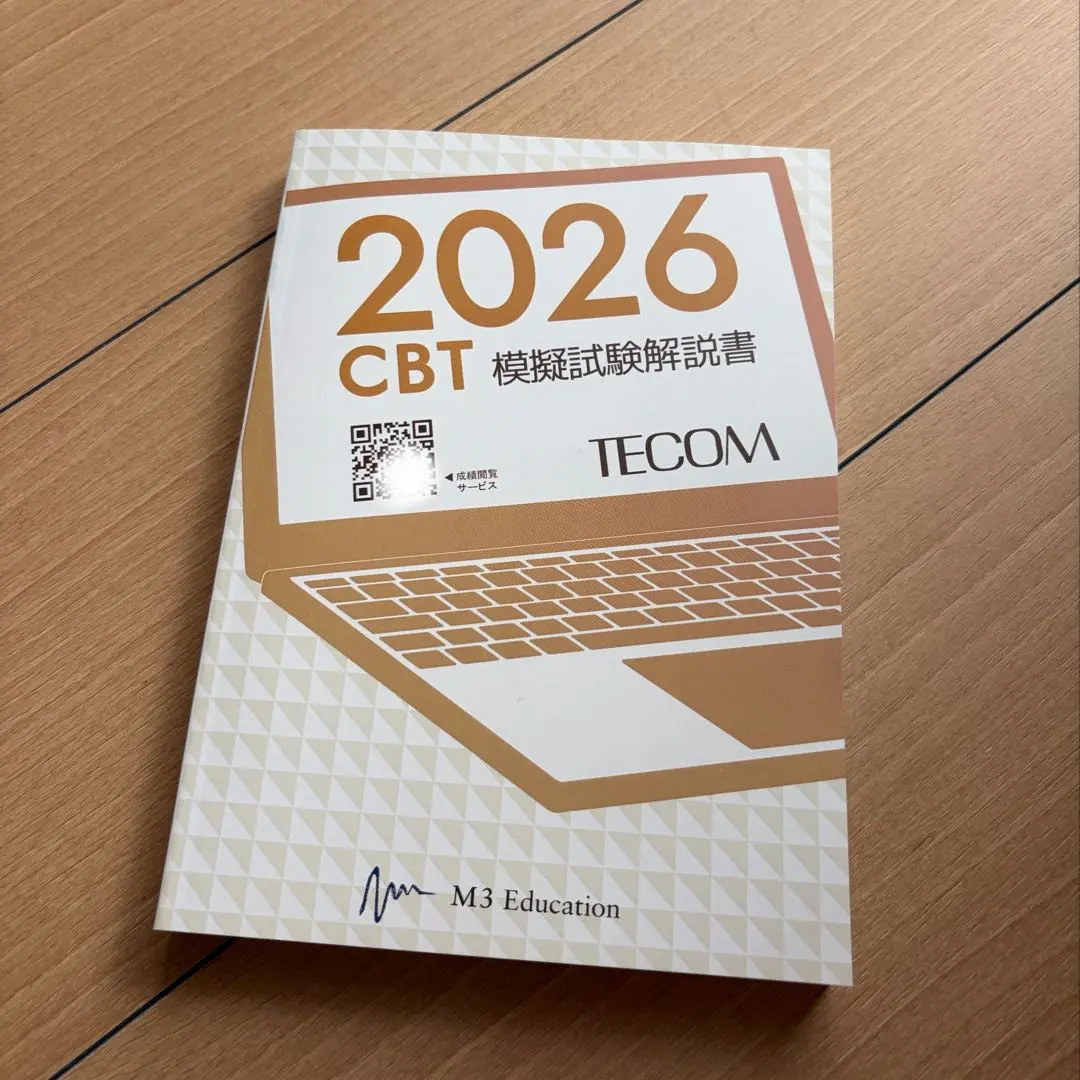 2026
CBT 模擬試験解説書
◀ 成績閲覧
サービス
TECOM
M3 Education